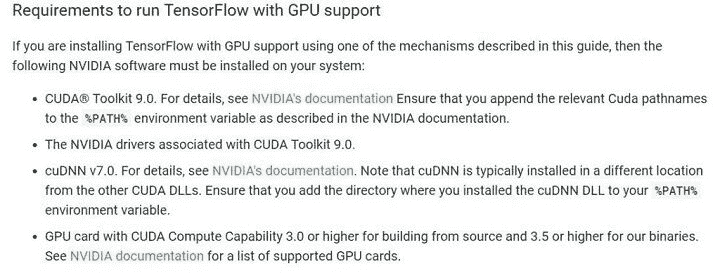 Requirements to run TensorFlow with GPU support
If you are installing TensorFlow with GPU support using one of the mechanisms described in this guide, then the
following NVIDIA software must be installed on your system:
• CUDA® Toolkit 9.0. For details, see NVIDIA's documentation Ensure that you append the relevant Cuda pathnames
to the %PATH% environment variable as described in the NVIDIA documentation.
• The NVIDIA drivers associated with CUDA Toolkit 9.0.
• cuDNN v7.0. For details, see NVIDIA's documentation. Note that cuDNN is typically installed in a different location
from the other CUDA DLLs. Ensure that you add the directory where you installed the cuDNN DLL to your %PATH%
environment variable.
• GPU card with CUDA Compute Capability 3.0 or higher for building from source and 3.5 or higher for our binaries.
See NVIDIA documentation for a list of supported GPU cards.